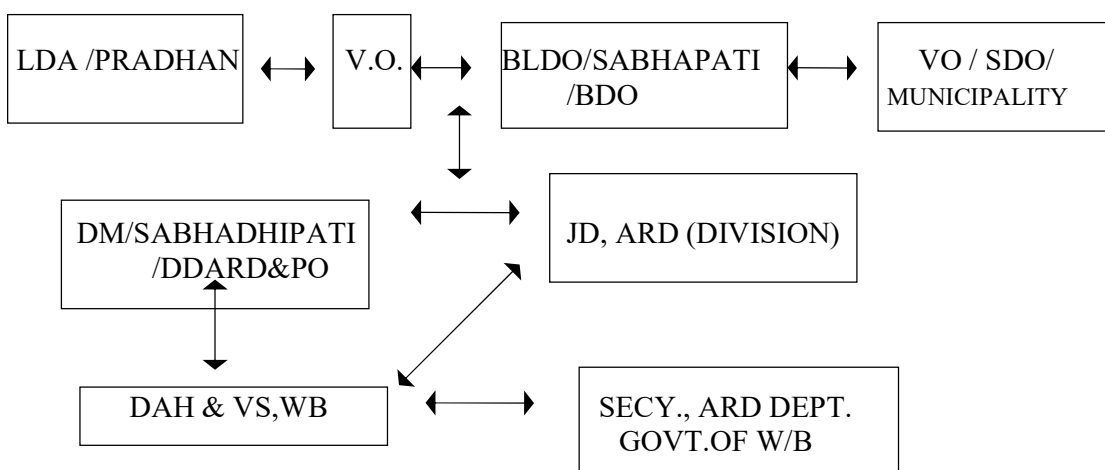 LDA /PRADHAN
V.O.
BLDO/SABHAPATI
/BDO
VO / SDO/
MUNICIPALITY
DM/SABHADHIPATI
/DDARD&PO
JD, ARD (DIVISION)
DAH & VS,WB
SECY., ARD DEPT.
GOVT.OF W/B